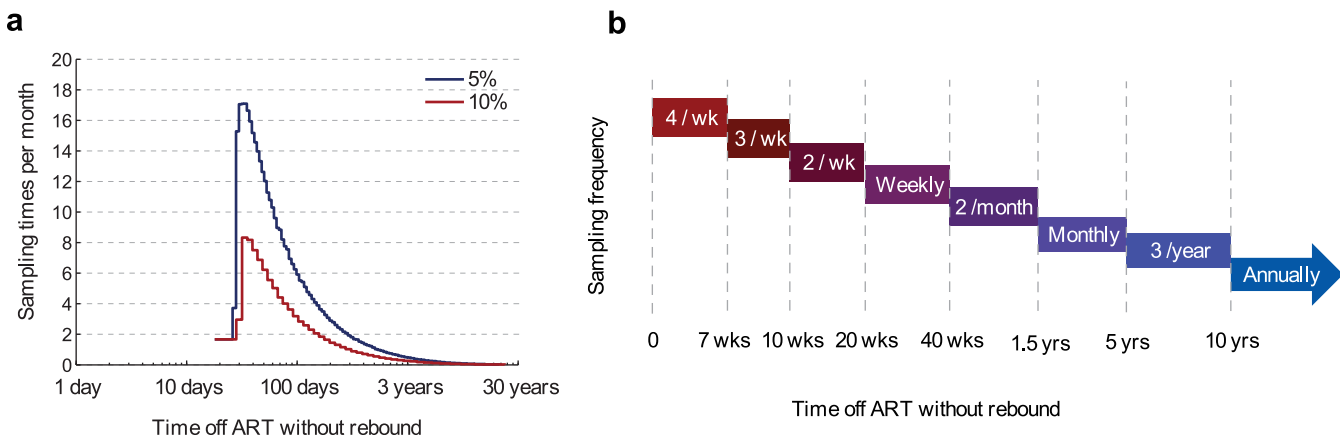 a
Sampling times per month
20
18
16
14
12
10
8
6
4
2
0
5%
10%
1 day
10 days
100 days
3 years
30 years
Time off ART without rebound
b
Sampling frequency
4 / wk
3 / wk
2 / wk
Weekly
2 /month
Monthly
3 /year
Annually
0
7 wks
10 wks
20 wks
40 wks
1.5 yrs
5 yrs
10 yrs
Time off ART without rebound